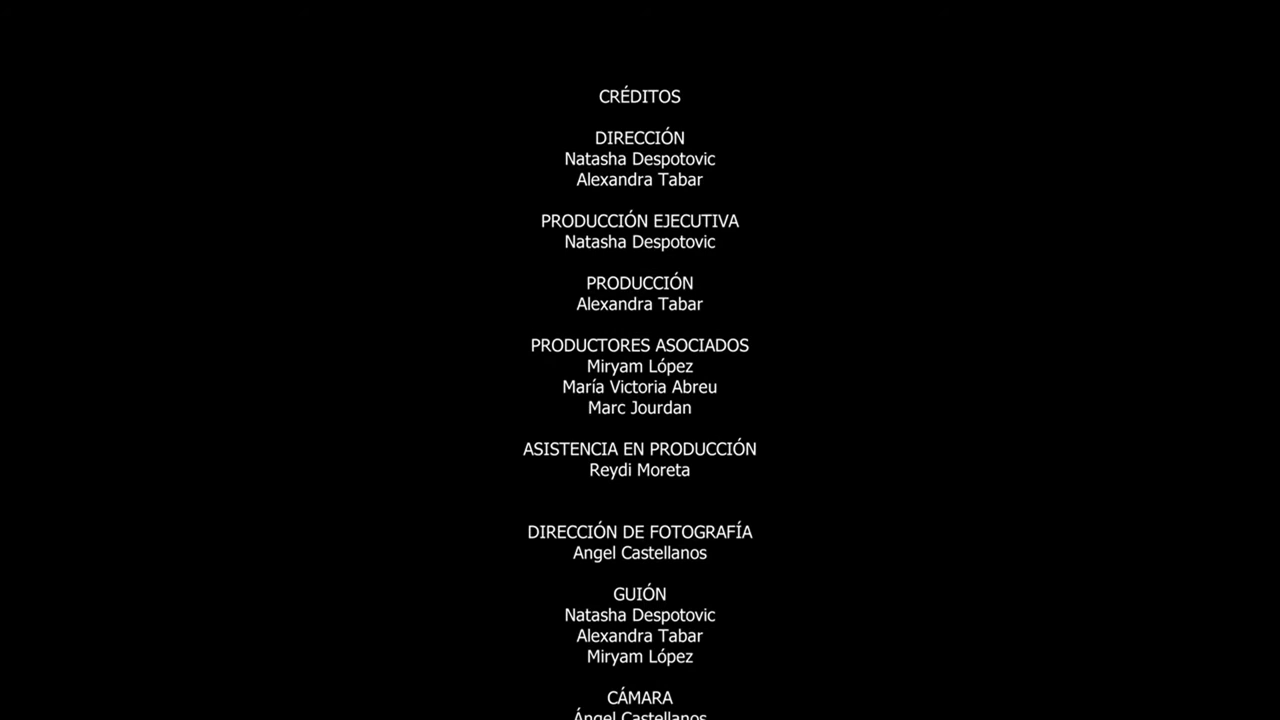 CRÉDITOS
DIRECCIÓN
Natasha Despotovic
Alexandra Tabar
PRODUCCIÓN EJECUTIVA
Natasha Despotovic
PRODUCCIÓN
Alexandra Tabar
PRODUCTORES ASOCIADOS
Miryam López
María Victoria Abreu
Marc Jourdan
ASISTENCIA EN PRODUCCIÓN
Reydi Moreta
DIRECCIÓN DE FOTOGRAFÍA
Angel Castellanos
GUIÓN
Natasha Despotovic
Alexandra Tabar
Miryam López
CÁMARA
Ángel Castellanos